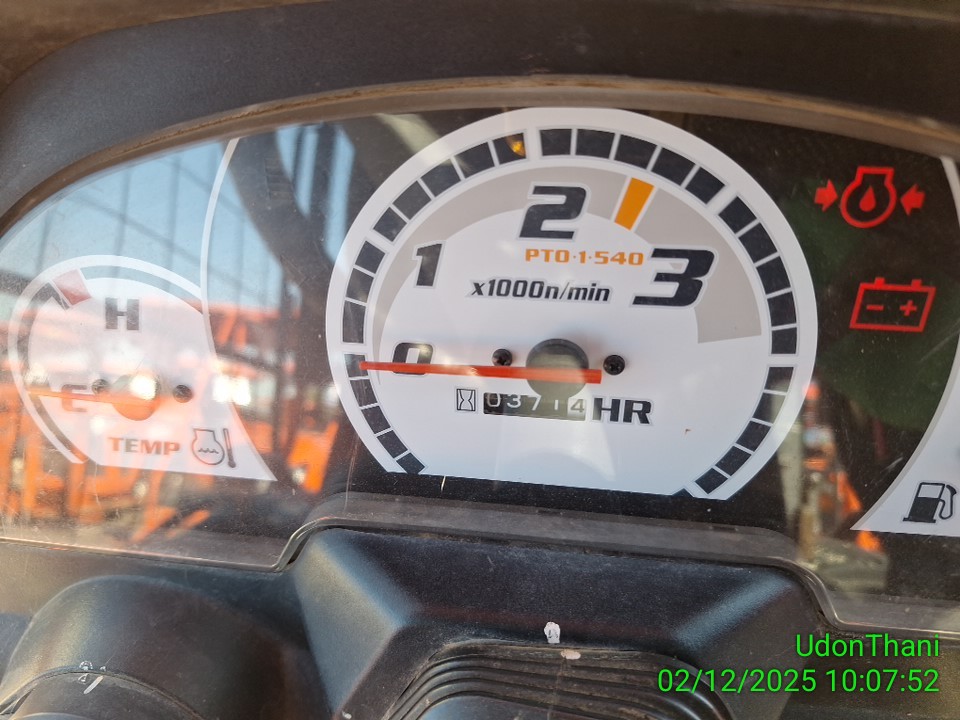 H
C
TEMP
0
1
2
3
PTO·1·540
x1000n/min
03714 HR
UdonThani
02/12/2025 10:07:52